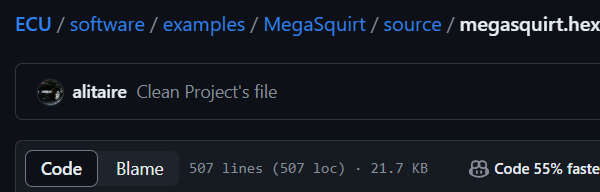 ECU / software / examples / MegaSquirt / source / megasquirt.hex
alitaire Clean Project's file
Code Blame 507 lines (507 loc) · 21.7 KB Code 55% faste